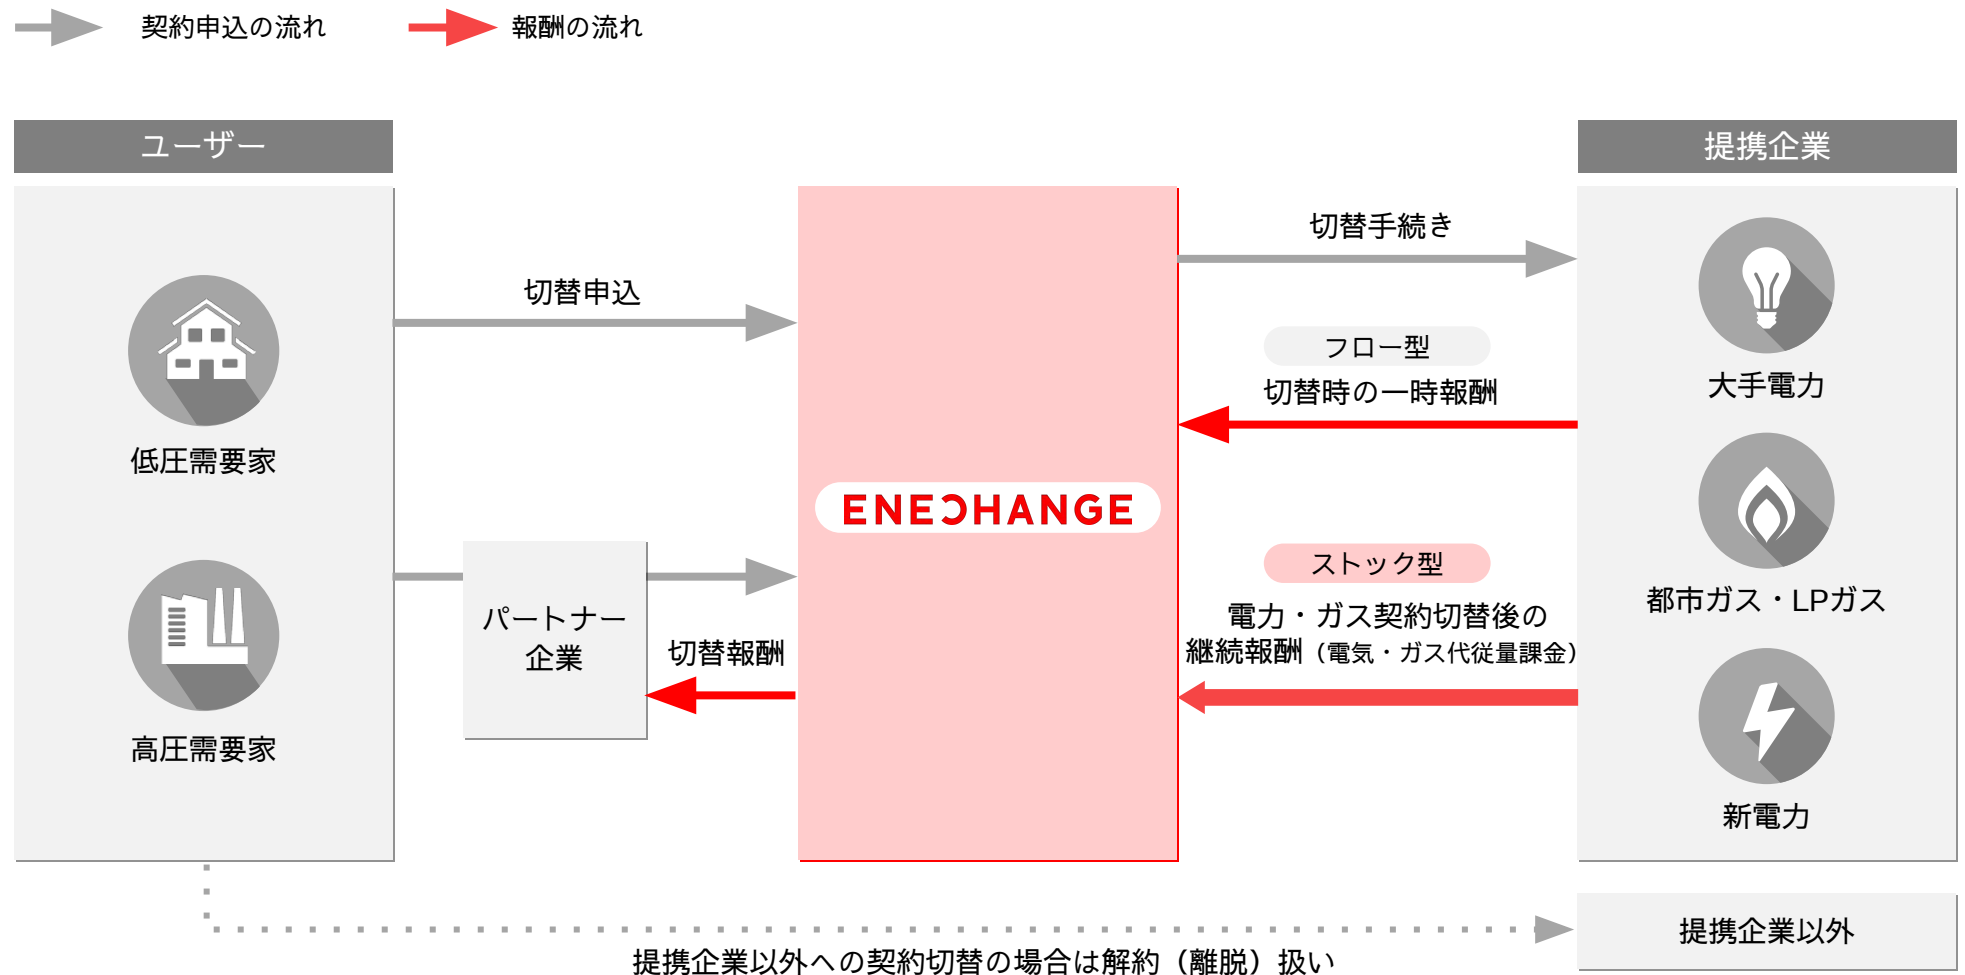 契約申込の流れ
報酬の流れ
ユーザー
提携企業
切替手続き
切替申込
フロー型
切替時の一時報酬
大手電力
低圧需要家
ENECHANGE
ストック型
電力・ガス契約切替後の
継続報酬（電気・ガス代従量課金）
都市ガス・LPガス
パートナー
企業
切替報酬
高圧需要家
新電力
提携企業以外
提携企業以外への契約切替の場合は解約（離脱）扱い